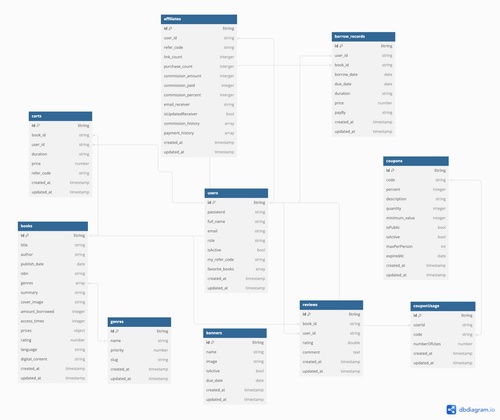 affiliates
id String
user_id string
refer_code string
link_count interger
purchase_count interger
commission_amount interger
commission_paid interger
commission_percent interger
email_receiver string
isUpdatedReceiver bool
commission_history array
payment_history array
created_at timestamp
updated_at timestamp
borrow_records
id String
user_id string
book_id string
borrow_date date
due_date date
duration string
price number
payBy string
created_at timestamp
updated_at timestamp
carts
id String
book_id string
user_id string
duration string
price number
refer_code string
created_at timestamp
updated_at timestamp
coupons
id String
code string
percent integer
description string
quantity integer
minimum_value integer
isPublic bool
isActive bool
maxPerPerson int
expiredAt date
created_at timestamp
updated_at timestamp
users
id String
password string
full_name string
email string
role string
isActive bool
my_refer_code string
favorite_books array
created_at timestamp
updated_at timestamp
books
id String
title string
author string
publish_date date
isbn string
genres array
summary string
cover_image string
amount_borrowed integer
access_times integer
prices object
rating number
language string
digital_content string
created_at timestamp
updated_at timestamp
genres
id String
name string
priority number
slug string
created_at timestamp
updated_at timestamp
banners
id String
name string
image string
isActive bool
due_date date
created_at timestamp
updated_at timestamp
reviews
id String
book_id string
user_id string
rating double
comment text
created_at timestamp
updated_at timestamp
couponUsage
id String
userId string
code string
numberOfUses number
created_at timestamp
updated_at timestamp
dbdiagram.io